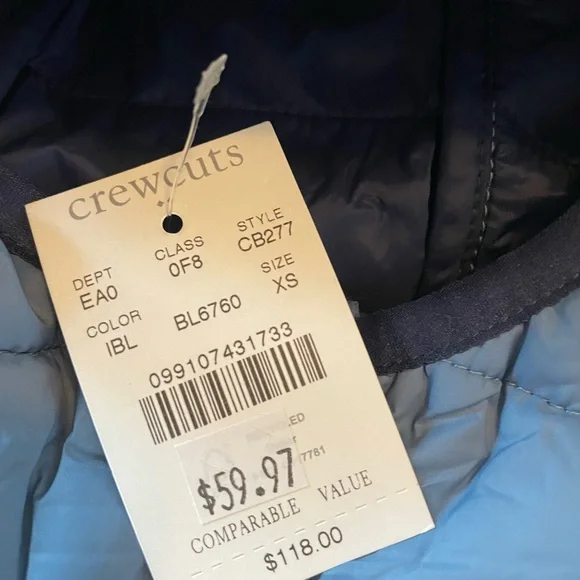 crewcuts
DEPT CLASS STYLE
EA0 0F8 CB277
COLOR SIZE
IBL BL6760 XS
099107431733
7781
$59.97
COMPARABLE VALUE
$118.00